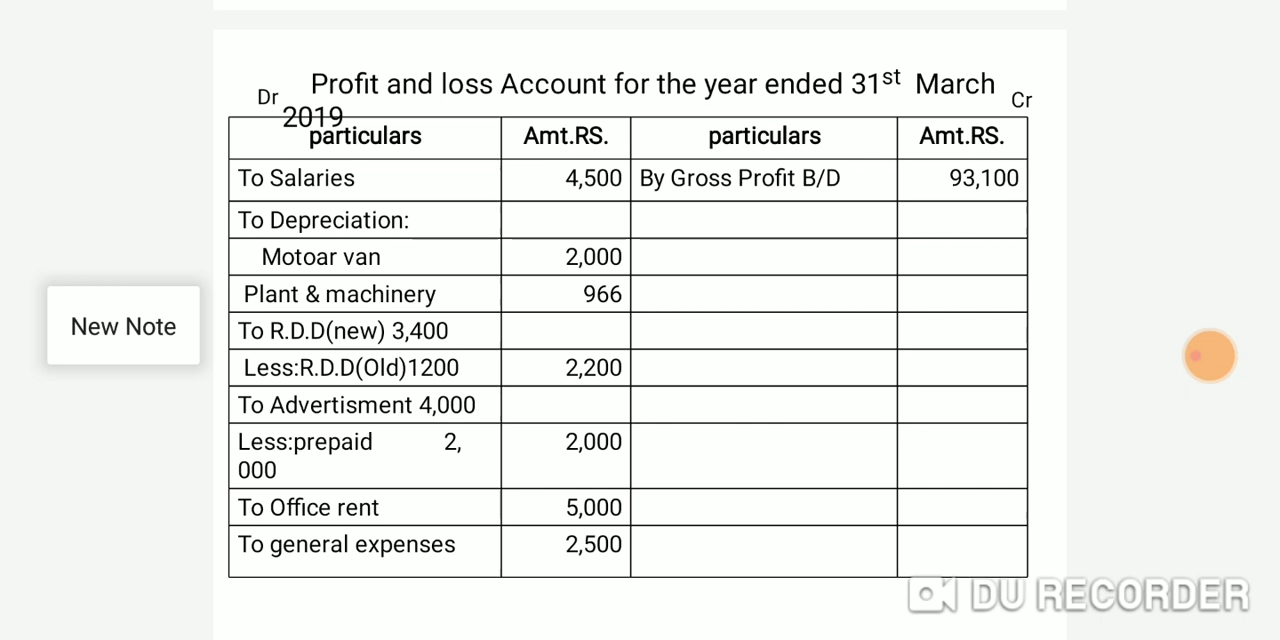 Profit and loss Account for the year ended 31st March
Dr Cr
2019
particulars Amt.RS. particulars Amt.RS.
To Salaries 4,500 By Gross Profit B/D 93,100
To Depreciation:
Motoar van 2,000
Plant & machinery 966
To R.D.D(new) 3,400
Less:R.D.D(Old)1200 2,200
To Advertisment 4,000
Less:prepaid 2, 2,000
000
To Office rent 5,000
To general expenses 2,500
New Note
DU RECORDER